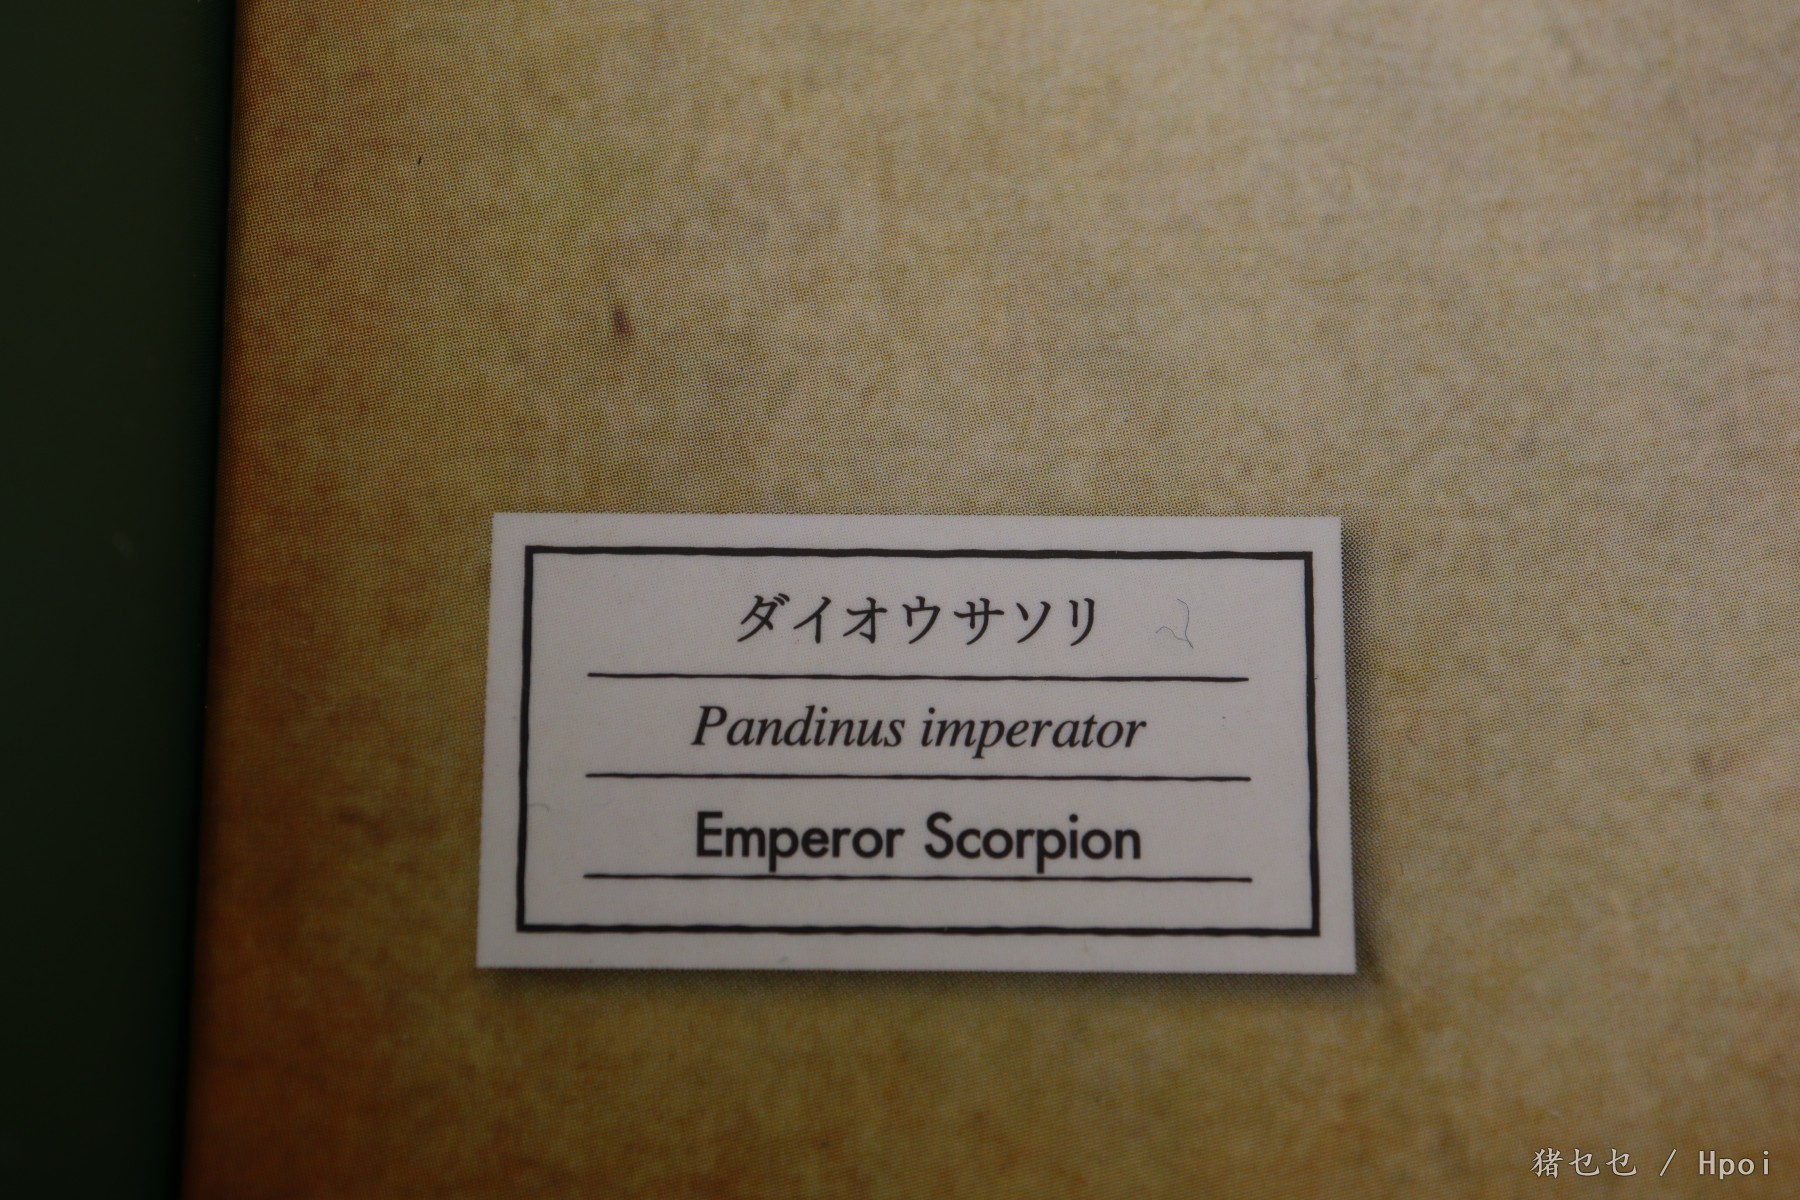 ダイオウサソリ
Pandinus imperator
Emperor Scorpion
猪乜乜 / Hpoi